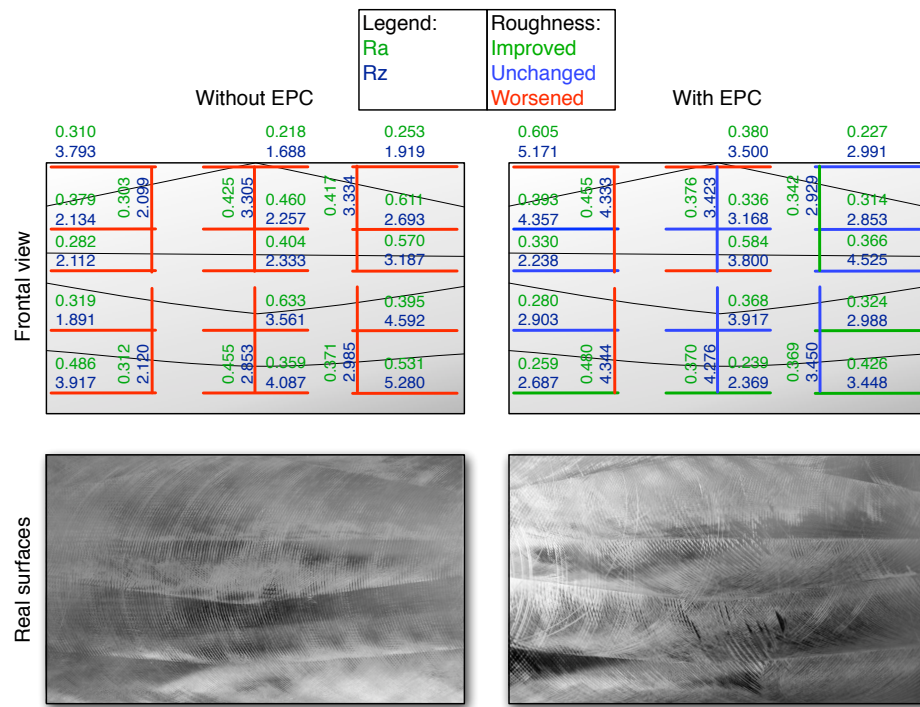 Legend:
Ra
Rz
Roughness:
Improved
Unchanged
Worsened
Without EPC
With EPC
Frontal view
0.310 0.218 0.253
3.793 1.688 1.919
0.379 0.303 2.099 0.425 3.305 0.460 0.417 3.334 0.611
2.134 2.257 2.693
0.282 0.404 0.570
2.112 2.333 3.187
0.319 0.633 0.395
1.891 3.561 4.592
0.486 0.312 2.120 0.455 2.853 0.359 0.371 2.985 0.531
3.917 4.087 5.280
0.605 0.380 0.227
5.171 3.500 2.991
0.393 0.455 4.333 0.376 3.423 0.336 0.342 2.929 0.314
4.357 3.168 2.853
0.330 0.584 0.366
2.238 3.800 4.525
0.280 0.368 0.324
2.903 3.917 2.988
0.259 0.480 4.344 0.370 4.276 0.239 0.369 3.450 0.426
2.687 2.369 3.448
Real surfaces